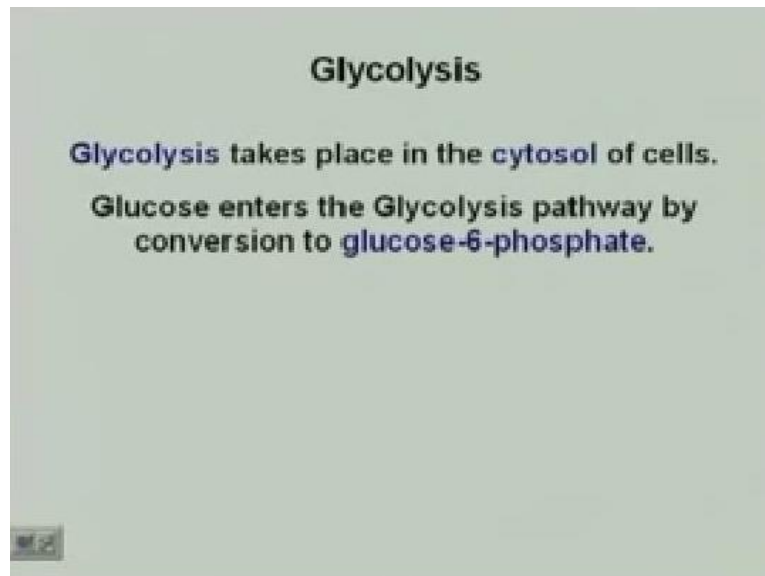 Glycolysis
Glycolysis takes place in the cytosol of cells.
Glucose enters the Glycolysis pathway by
conversion to glucose-6-phosphate.